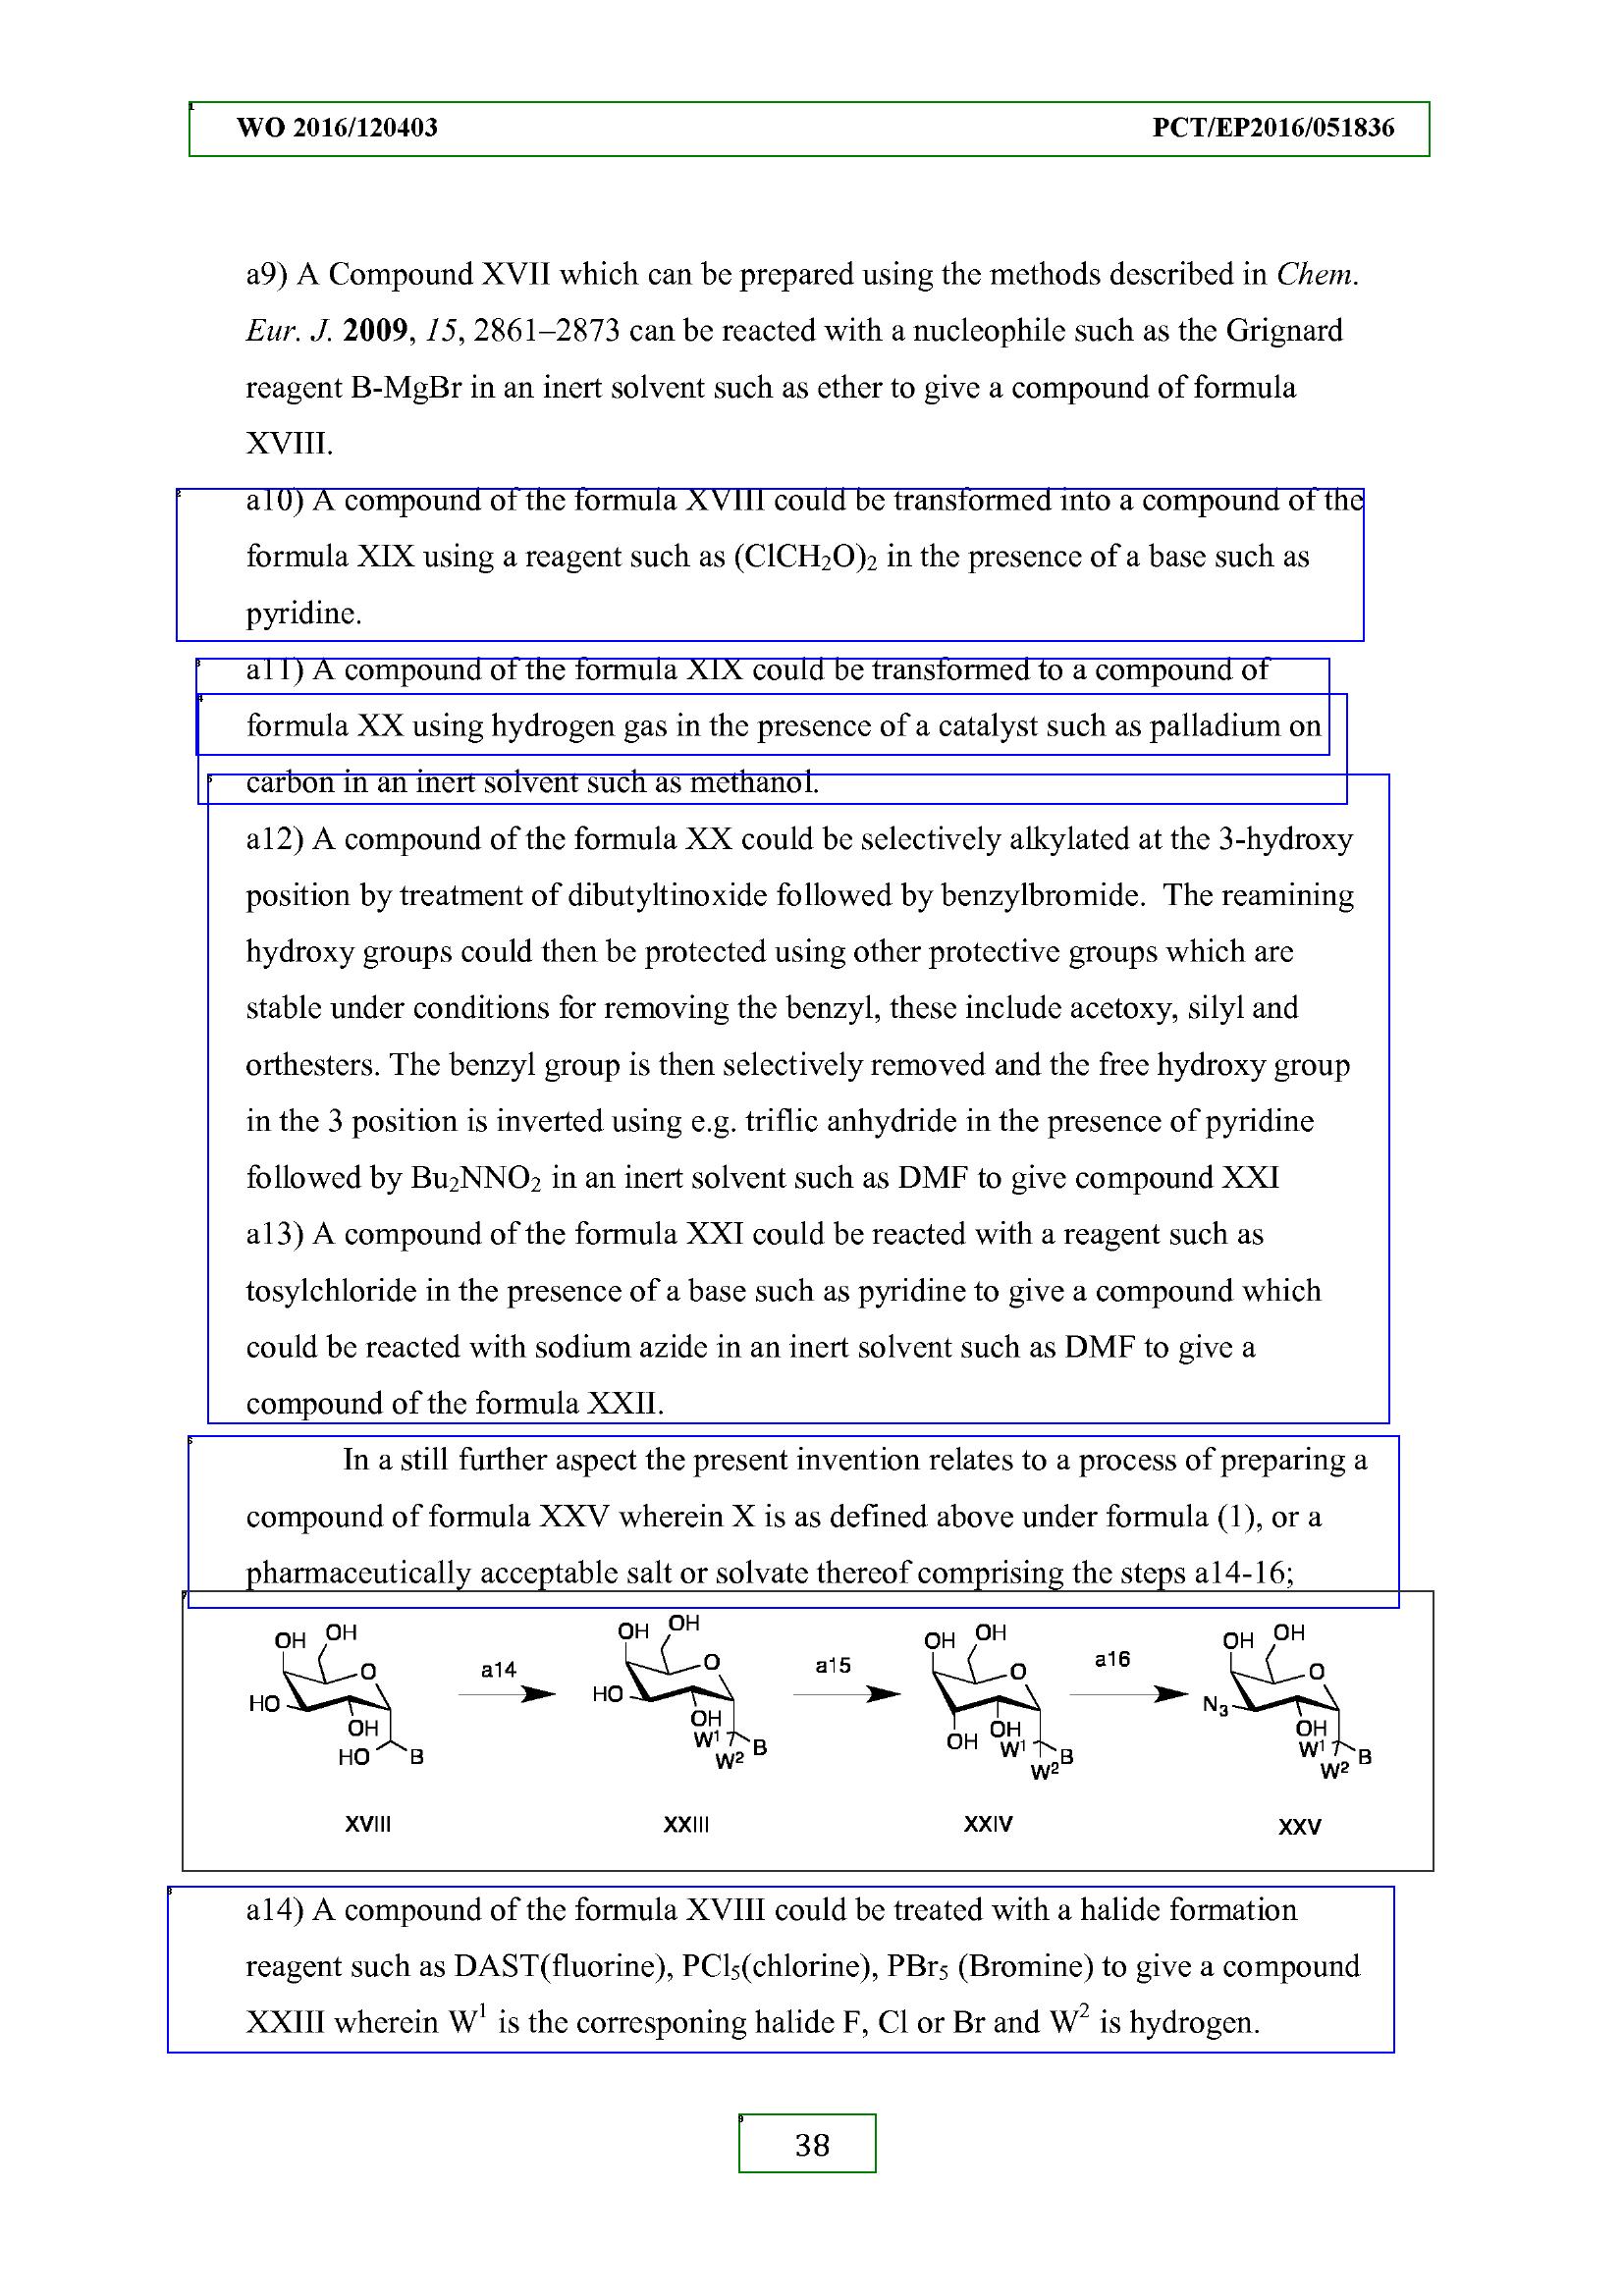 WO 2016/120403 PCT/EP2016/051836
a9) A Compound XVII which can be prepared using the methods described in Chem.
Eur. J. 2009, 15, 2861–2873 can be reacted with a nucleophile such as the Grignard
reagent B-MgBr in an inert solvent such as ether to give a compound of formula
XVIII.
a10) A compound of the formula XVIII could be transformed into a compound of the
formula XIX using a reagent such as (ClCH₂O)₂ in the presence of a base such as
pyridine.
a11) A compound of the formula XIX could be transformed to a compound of
formula XX using hydrogen gas in the presence of a catalyst such as palladium on
carbon in an inert solvent such as methanol.
a12) A compound of the formula XX could be selectively alkylated at the 3-hydroxy
position by treatment of dibutyltinoxide followed by benzylbromide. The reamining
hydroxy groups could then be protected using other protective groups which are
stable under conditions for removing the benzyl, these include acetoxy, silyl and
orthesters. The benzyl group is then selectively removed and the free hydroxy group
in the 3 position is inverted using e.g. triflic anhydride in the presence of pyridine
followed by Bu₂NNO₂ in an inert solvent such as DMF to give compound XXI
a13) A compound of the formula XXI could be reacted with a reagent such as
tosylchloride in the presence of a base such as pyridine to give a compound which
could be reacted with sodium azide in an inert solvent such as DMF to give a
compound of the formula XXII.
In a still further aspect the present invention relates to a process of preparing a
compound of formula XXV wherein X is as defined above under formula (1), or a
pharmaceutically acceptable salt or solvate thereof comprising the steps a14-16;
OH OH OH OH OH OH OH OH
O a14 O a15 O a16 O
HO HO N₃
OH OH OH OH OH
HO B W¹ B W¹ B W¹ B
W² W² W²
XVIII XXIII XXIV XXV
a14) A compound of the formula XVIII could be treated with a halide formation
reagent such as DAST(fluorine), PCl₅(chlorine), PBr₅ (Bromine) to give a compound
XXIII wherein W¹ is the corresponing halide F, Cl or Br and W² is hydrogen.
38